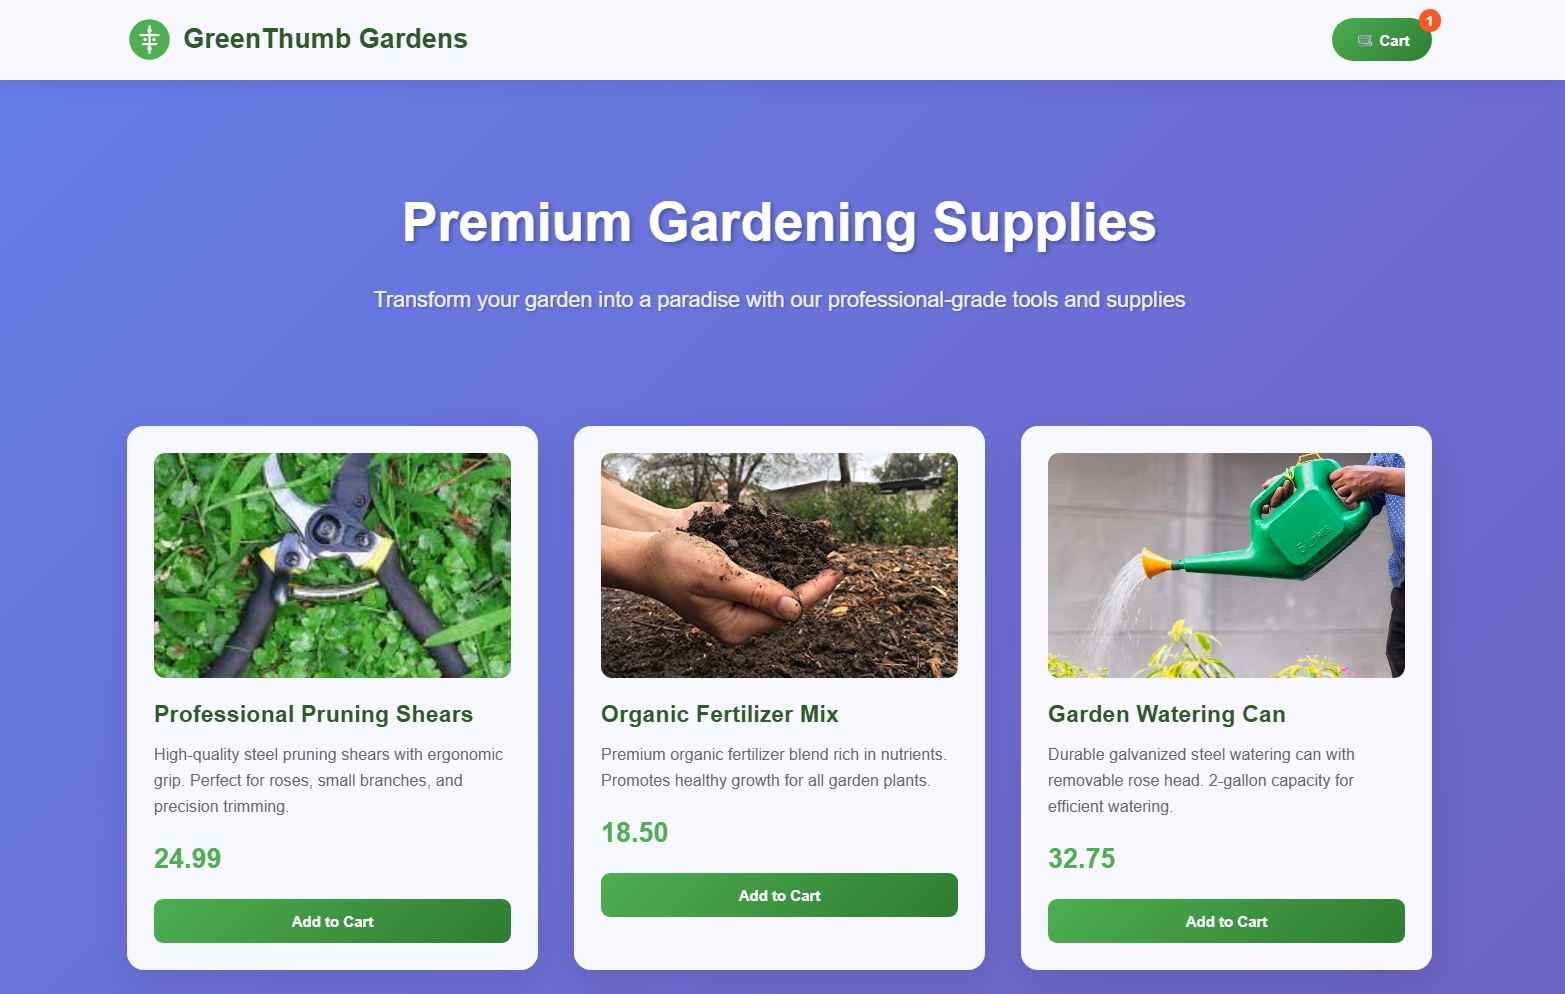 GreenThumb Gardens
Cart
1
Premium Gardening Supplies
Transform your garden into a paradise with our professional-grade tools and supplies
Professional Pruning Shears
High-quality steel pruning shears with ergonomic
grip. Perfect for roses, small branches, and
precision trimming.
24.99
Add to Cart
Organic Fertilizer Mix
Premium organic fertilizer blend rich in nutrients.
Promotes healthy growth for all garden plants.
18.50
Add to Cart
5 LITRES
Garden Watering Can
Durable galvanized steel watering can with
removable rose head. 2-gallon capacity for
efficient watering.
32.75
Add to Cart